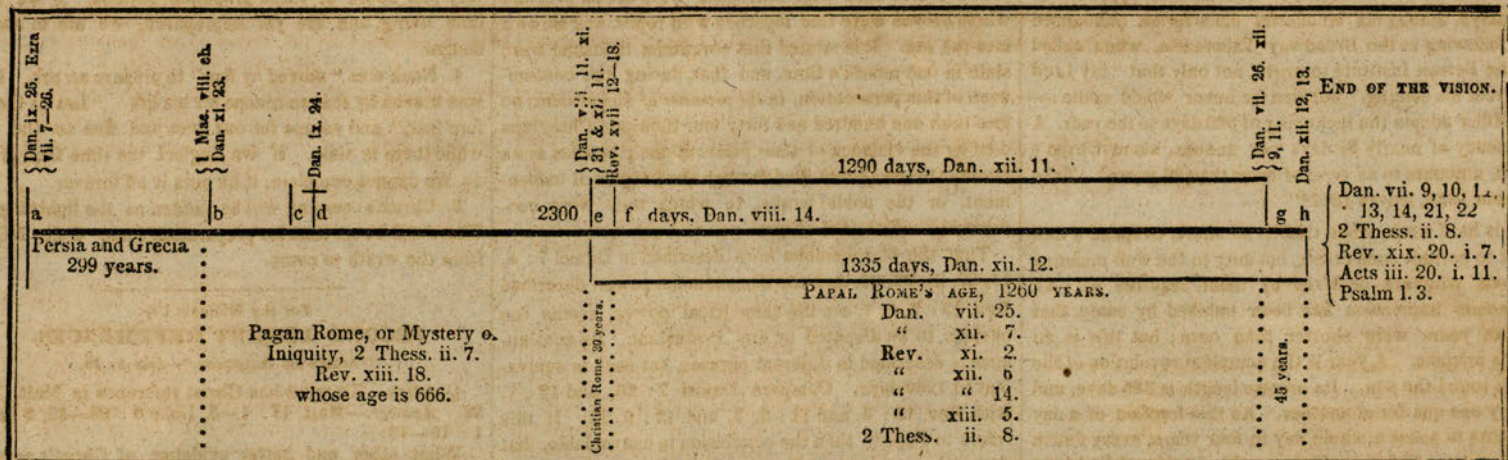 Dan. ix. 25. Ezra
vii. 7—26.
1 Mac. viii. ch.
Dan. xi. 23.
Dan. ix. 24.
Dan. viii. 11. xi.
31 & xii. 11.
Rev. xvii 12—18.
Dan. vii. 26. xii.
9, 11.
Dan. xii. 12, 13.
END OF THE VISION.
1290 days, Dan. xii. 11.
a b c d 2300 e f days. Dan. viii. 14. g h
Dan. vii. 9, 10,
13, 14, 21, 22
2 Thess. ii. 8.
Rev. xix. 20. i. 7.
Acts iii. 20. i. 11.
Psalm l. 3.
Persia and Grecia
299 years.
1335 days, Dan. xii. 12.
Pagan Rome, or Mystery o.
Iniquity, 2 Thess. ii. 7.
Rev. xiii. 18.
whose age is 666.
Christian Rome 30 years.
PAPAL ROME'S AGE, 1260 YEARS.
Dan. vii. 25.
“ xii. 7.
Rev. xi. 2.
“ xii. 6
“ “ 14.
“ xiii. 5.
2 Thess. ii. 8.
45 years.